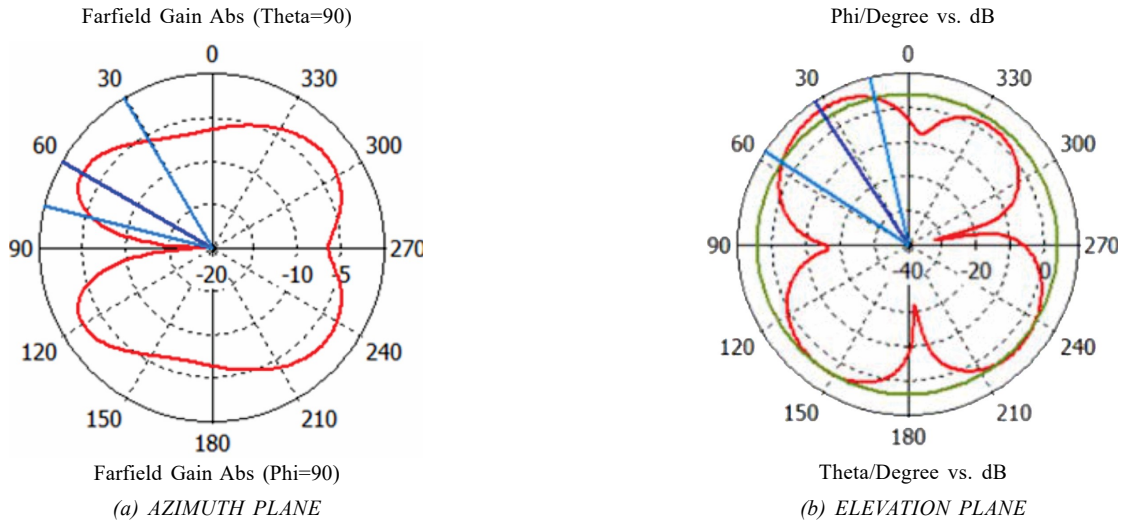 Farfield Gain Abs (Theta=90)
0
30 330
60 300
90 -20 -10 -5 270
120 240
150 210
180
Farfield Gain Abs (Phi=90)
(a) AZIMUTH PLANE
Phi/Degree vs. dB
0
30 330
60 300
90 -40 -20 0 270
120 240
150 210
180
Theta/Degree vs. dB
(b) ELEVATION PLANE